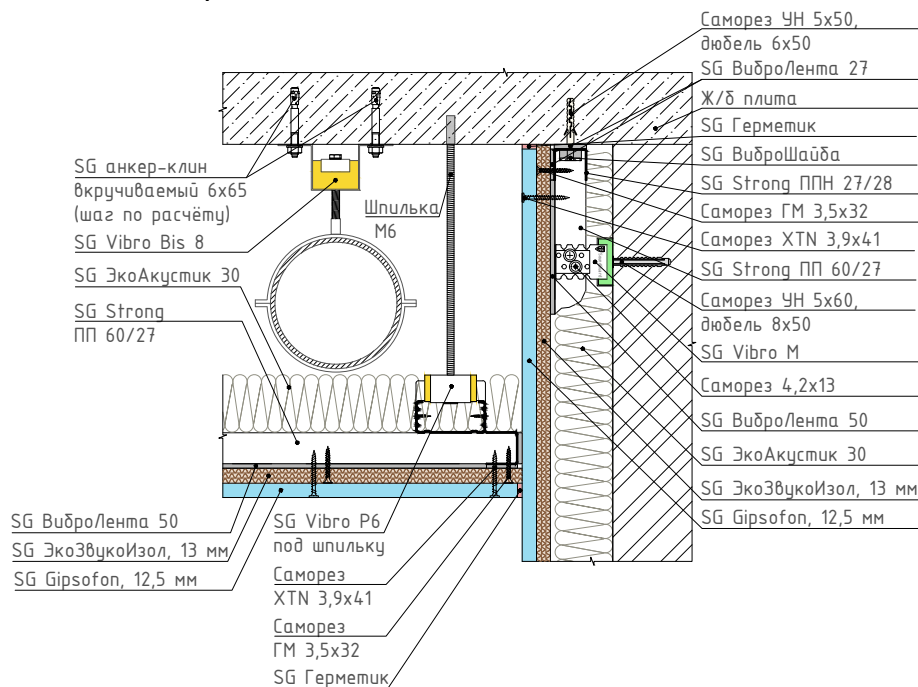 Саморез УН 5х50,
дюбель 6х50
SG ВиброЛента 27
Ж/б плита
SG Герметик
SG ВиброШайба
SG Strong ППН 27/28
Саморез ГМ 3,5х32
Саморез XTN 3,9х41
SG Strong ПП 60/27
Саморез УН 5х60,
дюбель 8х50
SG Vibro M
Саморез 4,2х13
SG ВиброЛента 50
SG ЭкоАкустик 30
SG ЭкоЗвукоИзол, 13 мм
SG Gipsofon, 12,5 мм
SG анкер-клин
вкручиваемый 6х65
(шаг по расчёту)
SG Vibro Bis 8
SG ЭкоАкустик 30
SG Strong
ПП 60/27
Шпилька
М6
SG ВиброЛента 50
SG ЭкоЗвукоИзол, 13 мм
SG Gipsofon, 12,5 мм
SG Vibro P6
под шпильку
Саморез
XTN 3,9х41
Саморез
ГМ 3,5х32
SG Герметик